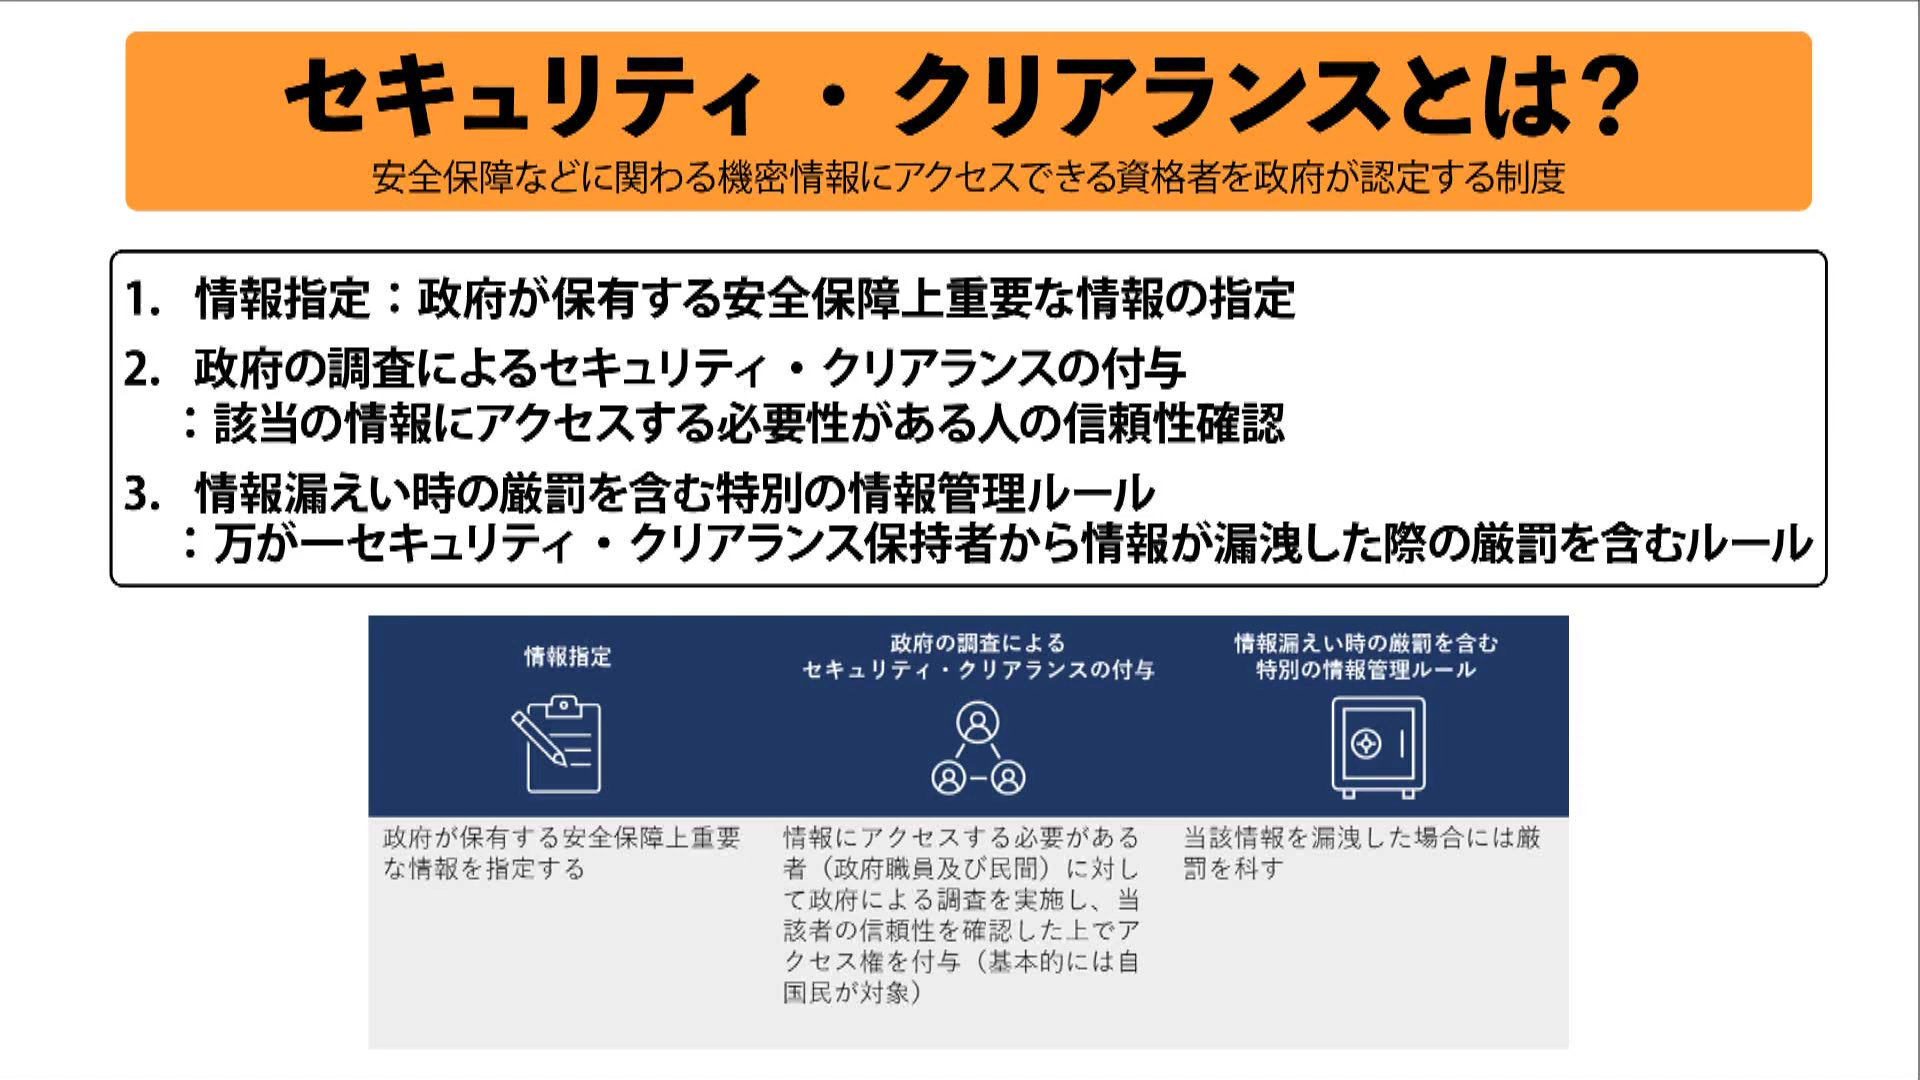 セキュリティ・クリアランスとは？
安全保障などに関わる機密情報にアクセスできる資格者を政府が認定する制度
1. 情報指定：政府が保有する安全保障上重要な情報の指定
2. 政府の調査によるセキュリティ・クリアランスの付与
：該当の情報にアクセスする必要性がある人の信頼性確認
3. 情報漏えい時の厳罰を含む特別の情報管理ルール
：万が一セキュリティ・クリアランス保持者から情報が漏洩した際の厳罰を含むルール
情報指定
政府が保有する安全保障上重要
な情報を指定する
政府の調査による
セキュリティ・クリアランスの付与
情報にアクセスする必要がある
者（政府職員及び民間）に対し
て政府による調査を実施し、当
該者の信頼性を確認した上でア
クセス権を付与（基本的には自
国民が対象）
情報漏えい時の厳罰を含む
特別の情報管理ルール
当該情報を漏洩した場合には厳
罰を科す